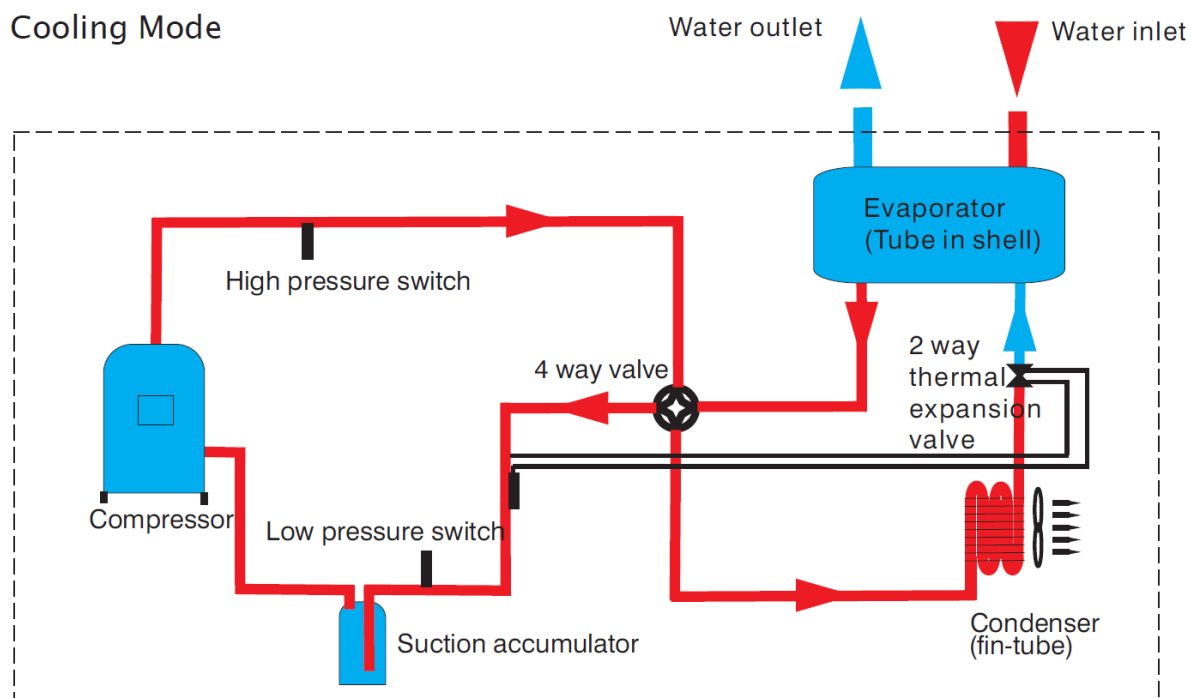 Cooling Mode
Water outlet
Water inlet
Evaporator
(Tube in shell)
High pressure switch
4 way valve
2 way
thermal
expansion
valve
Compressor
Low pressure switch
Suction accumulator
Condenser
(fin-tube)